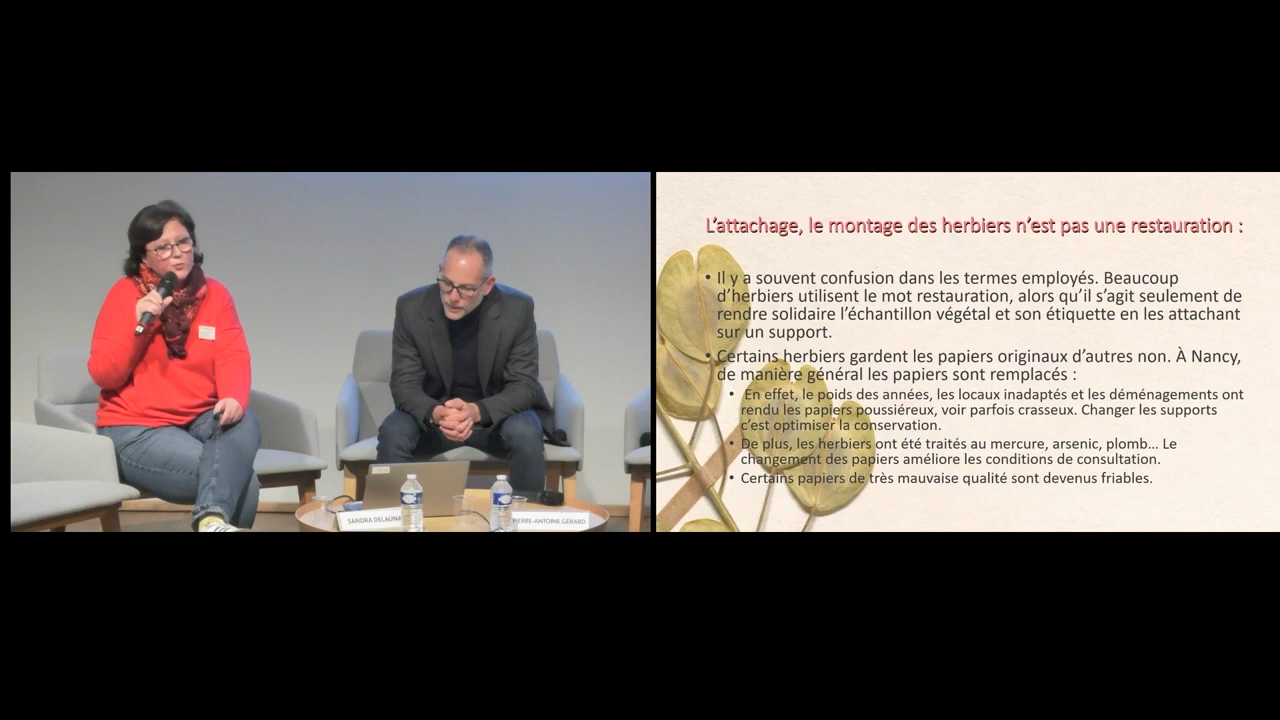 L'attachage, le montage des herbiers n'est pas une restauration :
• Il y a souvent confusion dans les termes employés. Beaucoup
d'herbiers utilisent le mot restauration, alors qu'il s'agit seulement de
rendre solidaire l'échantillon végétal et son étiquette en les attachant
sur un support.
• Certains herbiers gardent les papiers originaux d'autres non. À Nancy,
de manière général les papiers sont remplacés :
• En effet, le poids des années, les locaux inadaptés et les déménagements ont
rendu les papiers poussiéreux, voir parfois crasseux. Changer les supports
c'est optimiser la conservation.
• De plus, les herbiers ont été traités au mercure, arsenic, plomb... Le
changement des papiers améliore les conditions de consultation.
• Certains papiers de très mauvaise qualité sont devenus friables.
SANDRA DELAUNA
PIERRE-ANTOINE GÉRARD